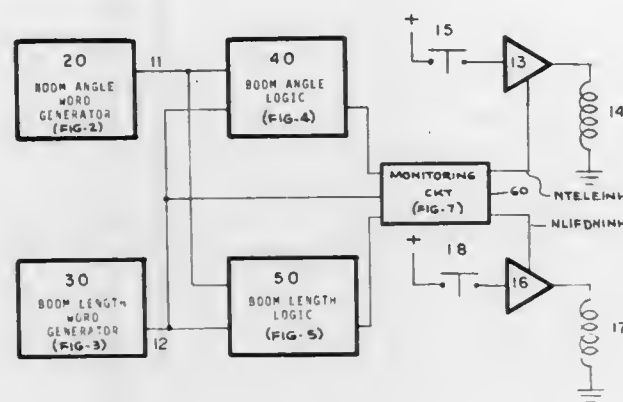 20
BOOM ANGLE
WORD
GENERATOR
(FIG-2)
11
40
BOOM ANGLE
LOGIC
(FIG-4)
+
15
13
14
MONITORING
CKT
(FIG-7)
60
NTELEINH
NLIFDNINH
30
BOOM LENGTH
WORD
GENERATOR
(FIG-3)
12
50
BOOM LENGTH
LOGIC
(FIG-5)
+
18
16
17